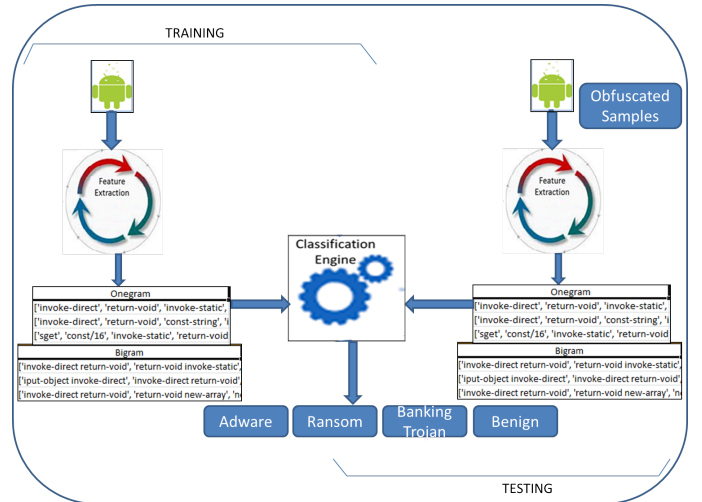 TRAINING
Obfuscated
Samples
Feature
Extraction
Feature
Extraction
Classification
Engine
Onegram
['invoke-direct', 'return-void', 'invoke-static',
['invoke-direct', 'return-void', 'const-string', 'i
['sget', 'const/16', 'invoke-static', 'return-void
Bigram
['invoke-direct return-void', 'return-void invoke-static',
['iput-object invoke-direct', 'invoke-direct return-void',
['invoke-direct return-void', 'return-void new-array', 'ne
Onegram
['invoke-direct', 'return-void', 'invoke-static',
['invoke-direct', 'return-void', 'const-string', 'i
['sget', 'const/16', 'invoke-static', 'return-void
Bigram
['invoke-direct return-void', 'return-void invoke-static',
['iput-object invoke-direct', 'invoke-direct return-void',
['invoke-direct return-void', 'return-void new-array', 'n
Adware
Ransom
Banking
Trojan
Benign
TESTING